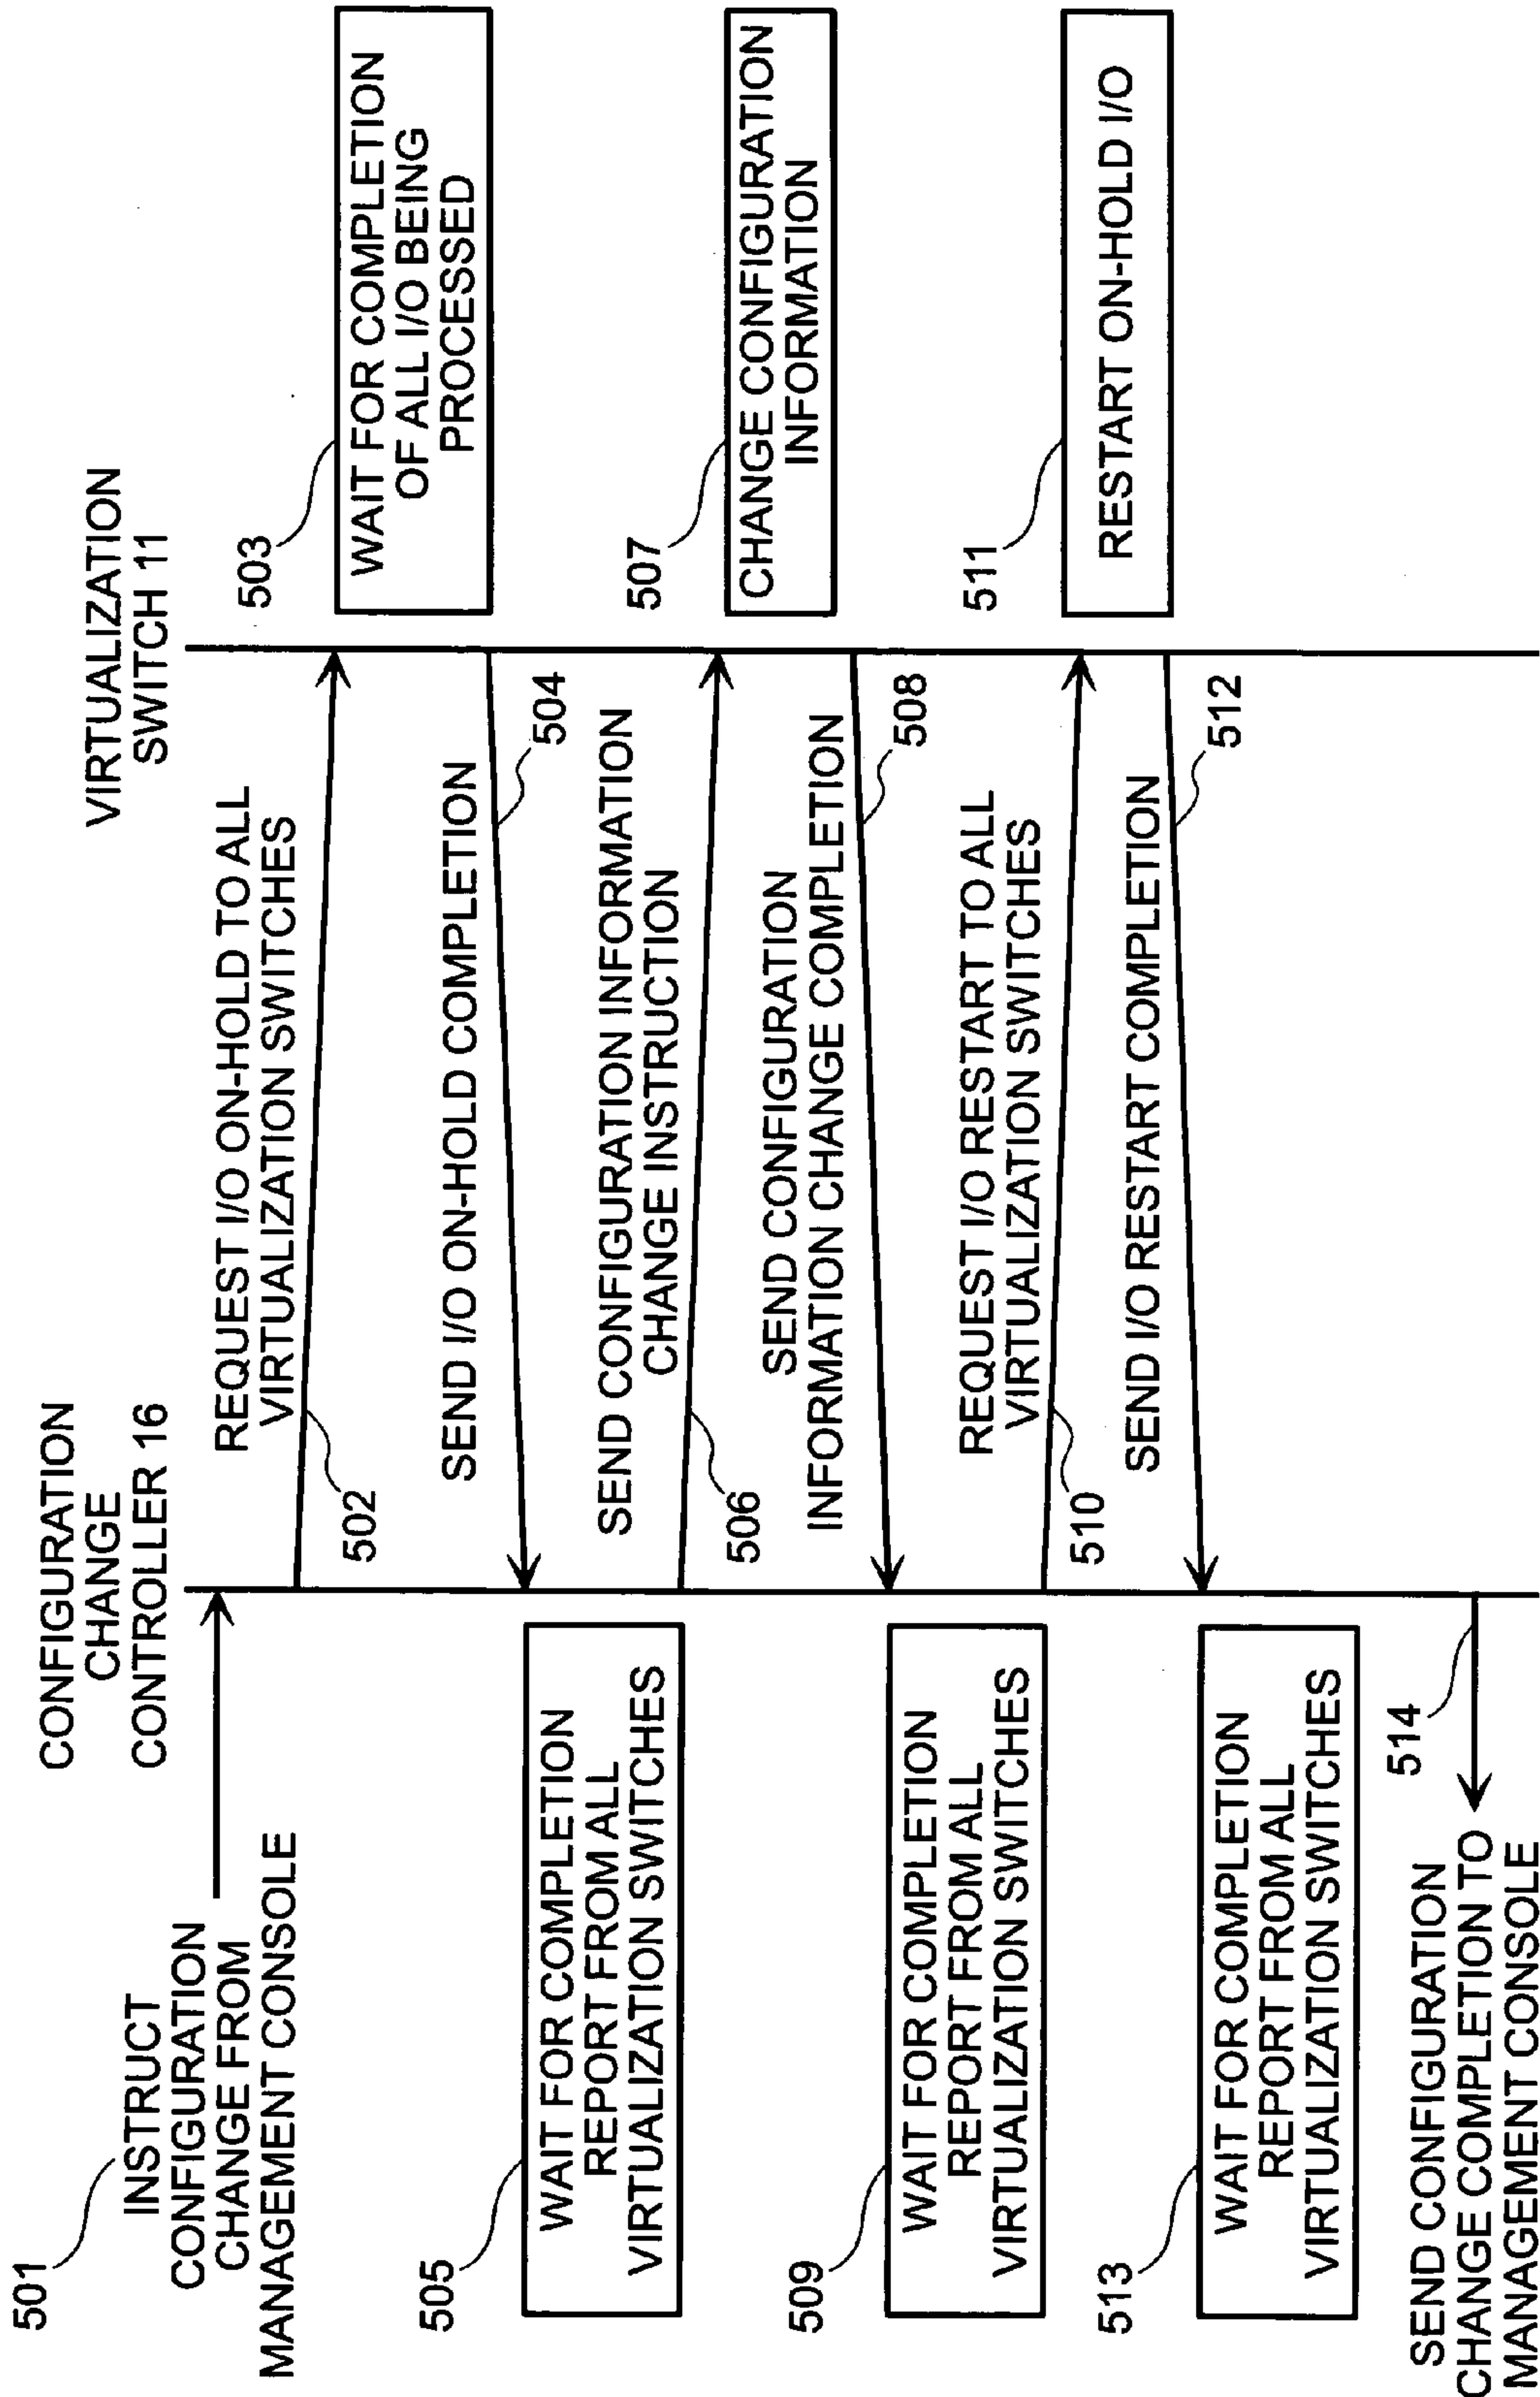 CONFIGURATION
CHANGE
CONTROLLER 16
VIRTUALIZATION
SWITCH 11
501
INSTRUCT
CONFIGURATION
CHANGE FROM
MANAGEMENT CONSOLE
REQUEST I/O ON-HOLD TO ALL
VIRTUALIZATION SWITCHES
502
503
WAIT FOR COMPLETION
OF ALL I/O BEING
PROCESSED
SEND I/O ON-HOLD COMPLETION
504
505
WAIT FOR COMPLETION
REPORT FROM ALL
VIRTUALIZATION SWITCHES
SEND CONFIGURATION INFORMATION
CHANGE INSTRUCTION
506
507
CHANGE CONFIGURATION
INFORMATION
SEND CONFIGURATION
INFORMATION CHANGE COMPLETION
508
509
WAIT FOR COMPLETION
REPORT FROM ALL
VIRTUALIZATION SWITCHES
REQUEST I/O RESTART TO ALL
VIRTUALIZATION SWITCHES
510
511
RESTART ON-HOLD I/O
SEND I/O RESTART COMPLETION
512
513
WAIT FOR COMPLETION
REPORT FROM ALL
VIRTUALIZATION SWITCHES
514
SEND CONFIGURATION
CHANGE COMPLETION TO
MANAGEMENT CONSOLE